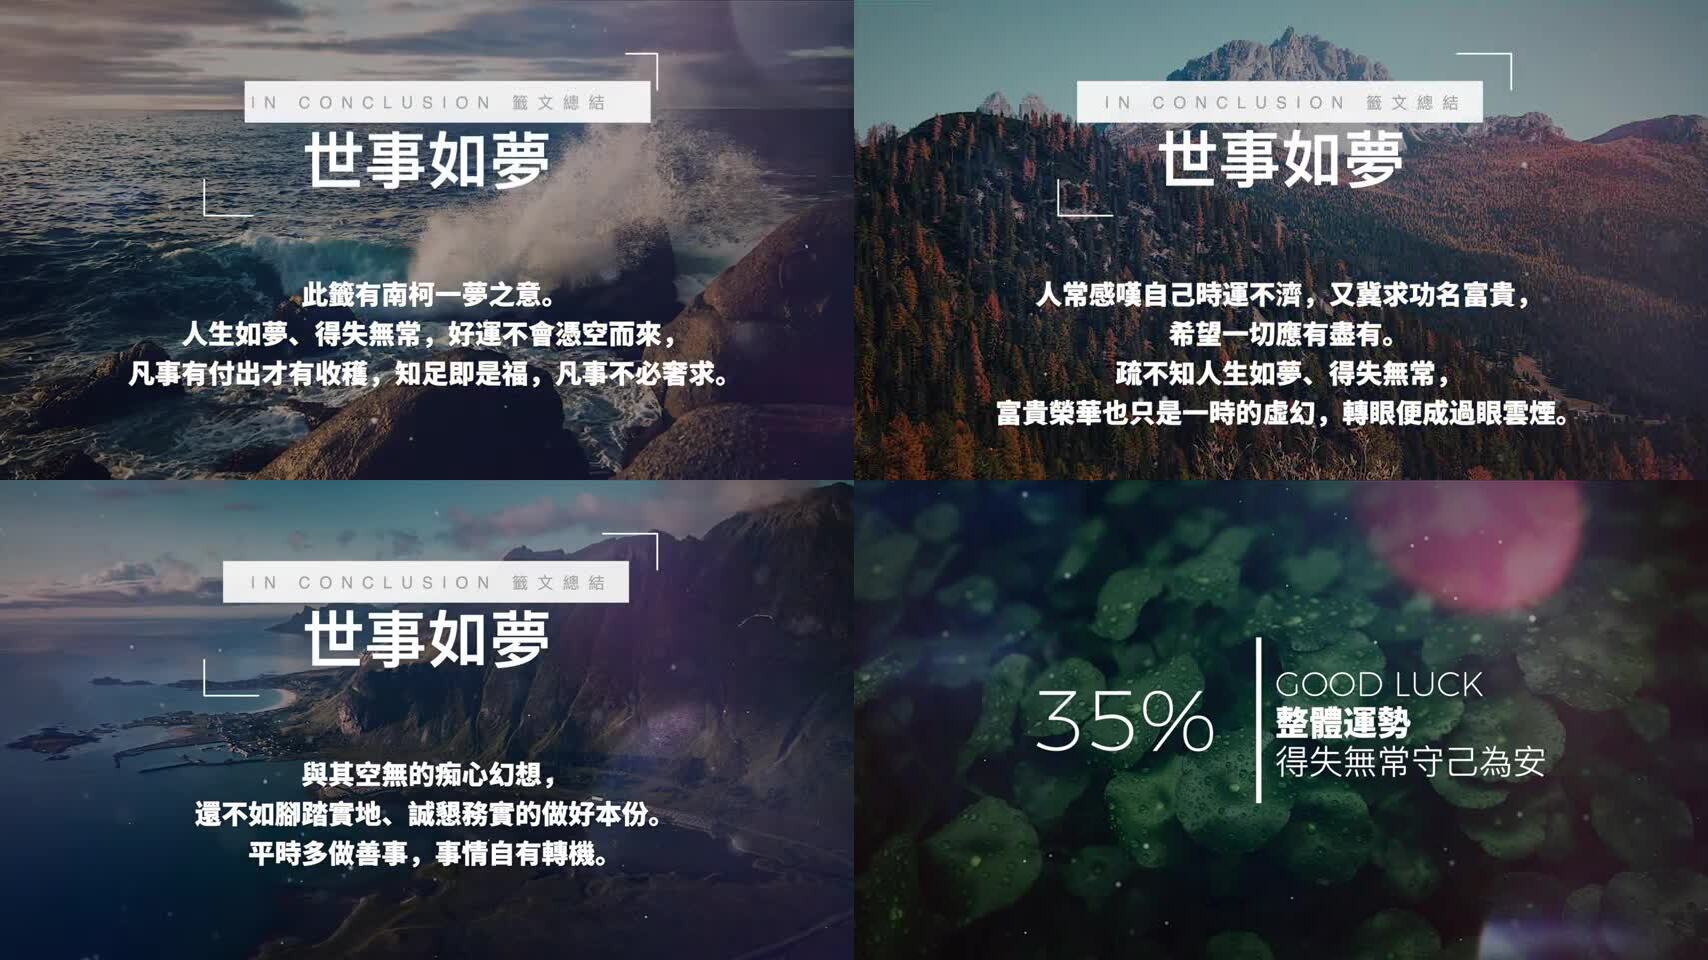 IN CONCLUSION 籤文總結
世事如夢
此籤有南柯一夢之意。
人生如夢、得失無常，好運不會憑空而來，
凡事有付出才有收穫，知足即是福，凡事不必奢求。
IN CONCLUSION 籤文總結
世事如夢
人常感嘆自己時運不濟，又冀求功名富貴，
希望一切應有盡有。
疏不知人生如夢、得失無常，
富貴榮華也只是一時的虛幻，轉眼便成過眼雲煙。
IN CONCLUSION 籤文總結
世事如夢
與其空無的痴心幻想，
還不如腳踏實地、誠懇務實的做好本份。
平時多做善事，事情自有轉機。
35%
GOOD LUCK
整體運勢
得失無常守己為安